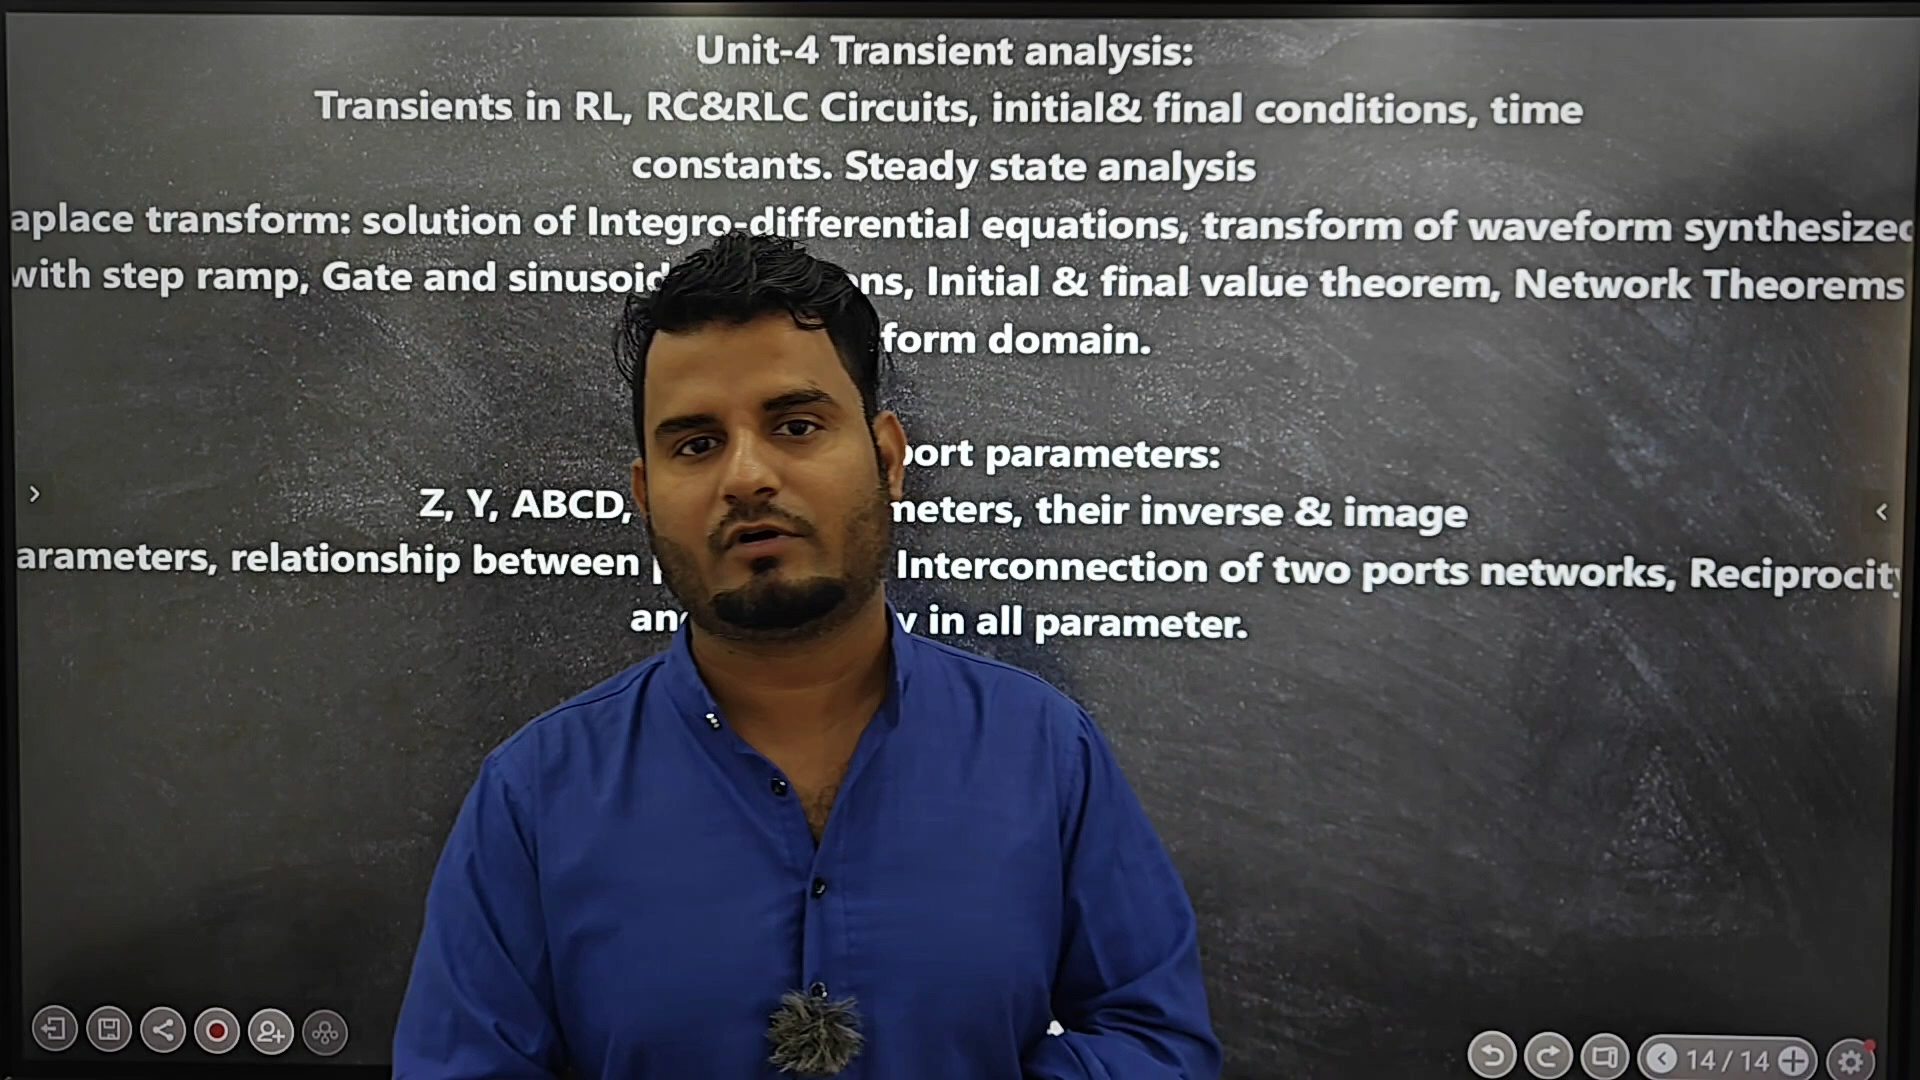 Unit-4 Transient analysis:
Transients in RL, RC&RLC Circuits, initial& final conditions, time
constants. Steady state analysis
aplace transform: solution of Integro-differential equations, transform of waveform synthesized
with step ramp, Gate and sinusoid ns, Initial & final value theorem, Network Theorems
form domain.
port parameters:
Z, Y, ABCD, meters, their inverse & image
arameters, relationship between Interconnection of two ports networks, Reciprocity
and y in all parameter.
14/14